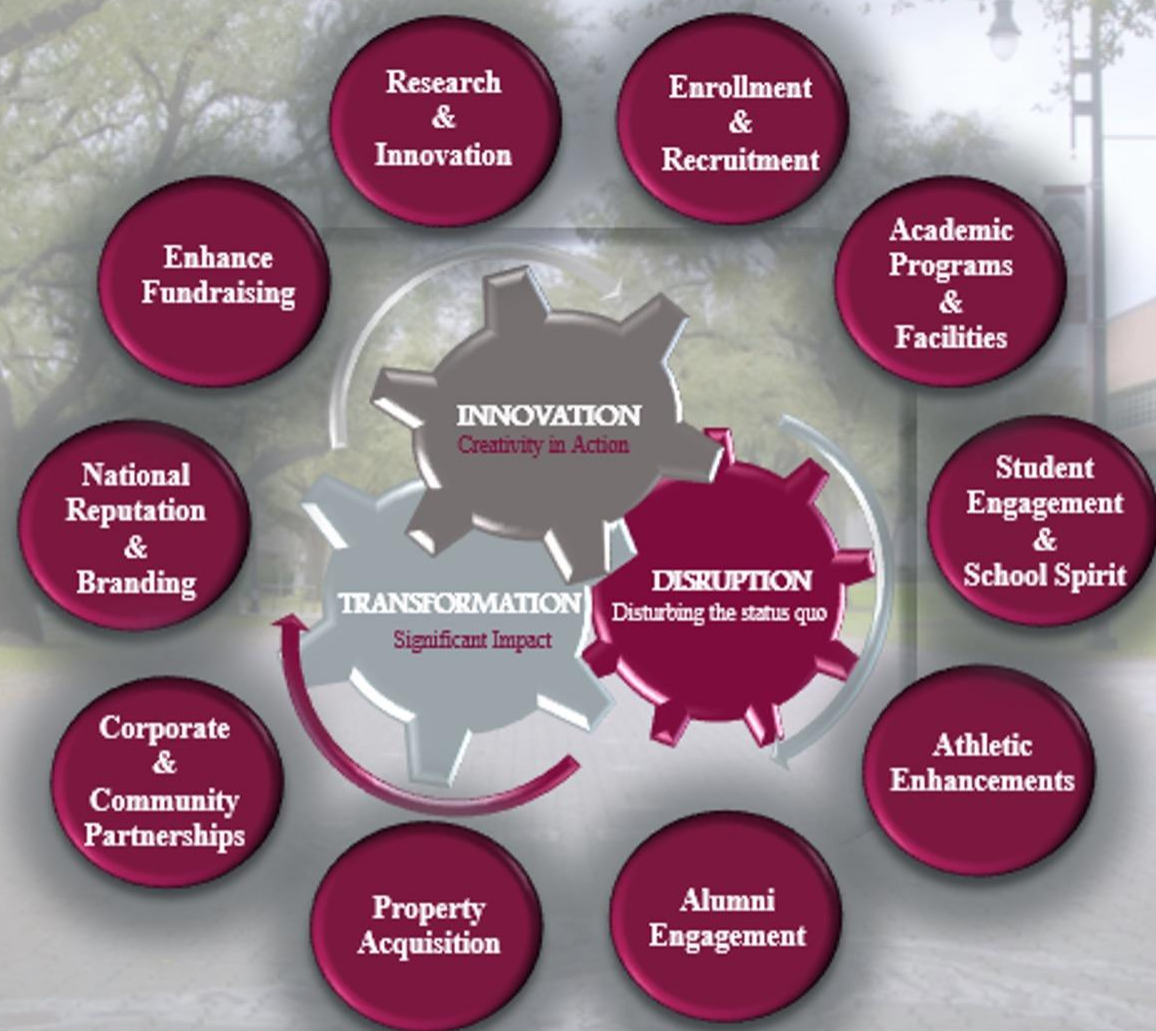 Research
&
Innovation
Enrollment
&
Recruitment
Academic
Programs
&
Facilities
Student
Engagement
&
School Spirit
Athletic
Enhancements
Alumni
Engagement
Property
Acquisition
Corporate
&
Community
Partnerships
National
Reputation
&
Branding
Enhance
Fundraising
INNOVATION
Creativity in Action
DISRUPTION
Disturbing the status quo
TRANSFORMATION
Significant Impact